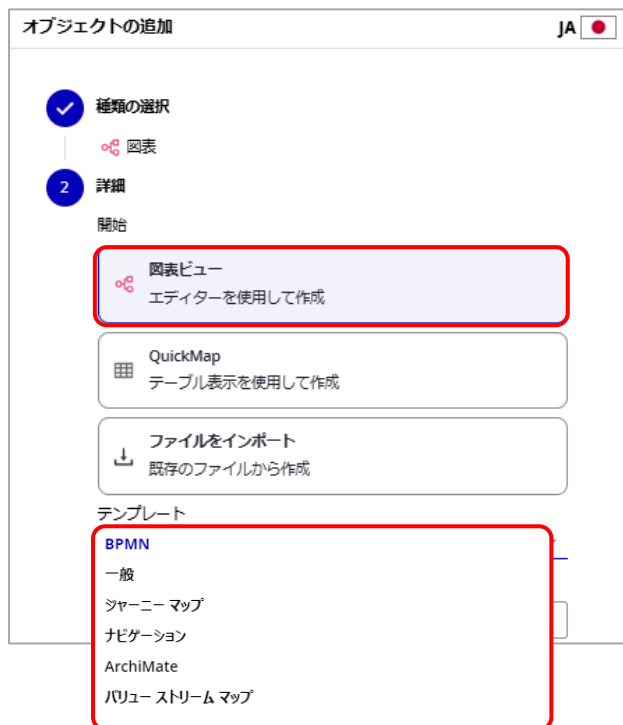 オブジェクトの追加
JA
種類の選択
図表
2
詳細
開始
図表ビュー
エディターを使用して作成
QuickMap
テーブル表示を使用して作成
ファイルをインポート
既存のファイルから作成
テンプレート
BPMN
一般
ジャーニー マップ
ナビゲーション
ArchiMate
バリュー ストリーム マップ